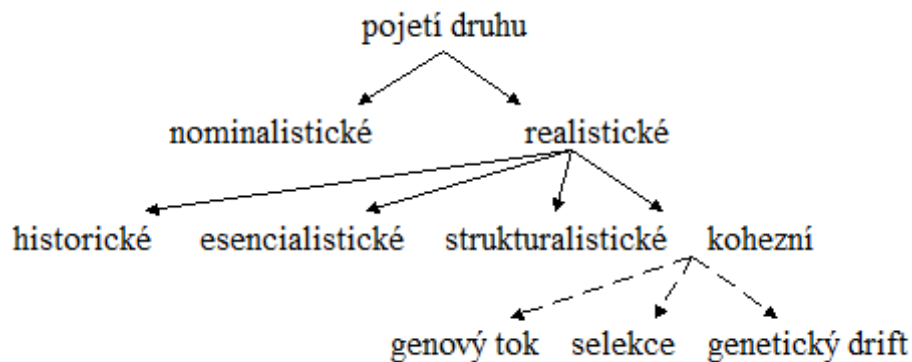 pojetí druhu
nominalistické realistické
historické esencialistické strukturalistické kohezní
genový tok selekce genetický drift